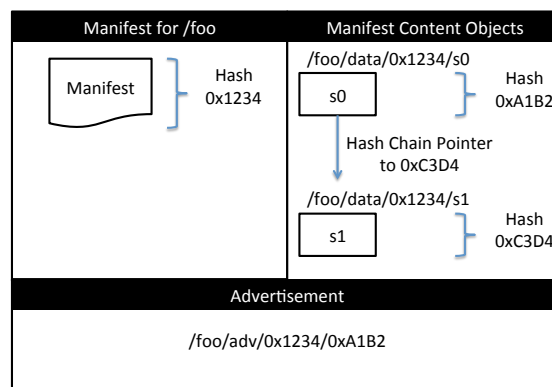 Manifest for /foo
Manifest
Hash
0x1234
Manifest Content Objects
/foo/data/0x1234/s0
s0
Hash
0xA1B2
Hash Chain Pointer
to 0xC3D4
/foo/data/0x1234/s1
s1
Hash
0xC3D4
Advertisement
/foo/adv/0x1234/0xA1B2